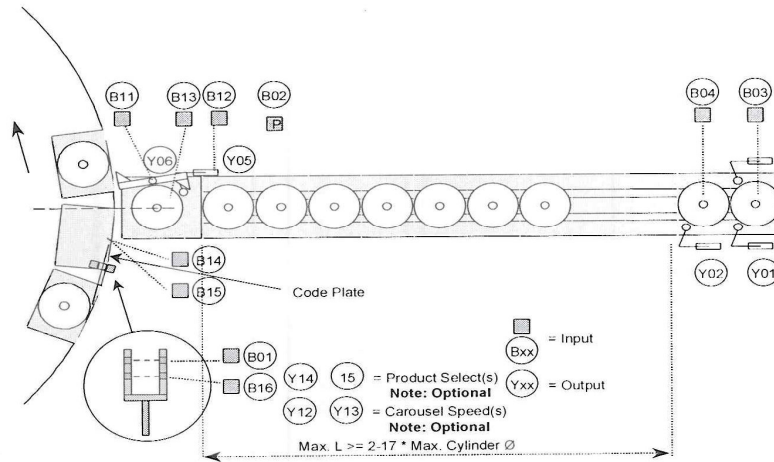 B11 B13 B12 B02 B04 B03
P
Y06 Y05
B14
B15
Y02 Y01
Code Plate
B01
B16
Bxx = Input
Yxx = Output
Y14 15 = Product Select(s)
Note: Optional
Y12 Y13 = Carousel Speed(s)
Note: Optional
Max. L >= 2-17 * Max. Cylinder Ø